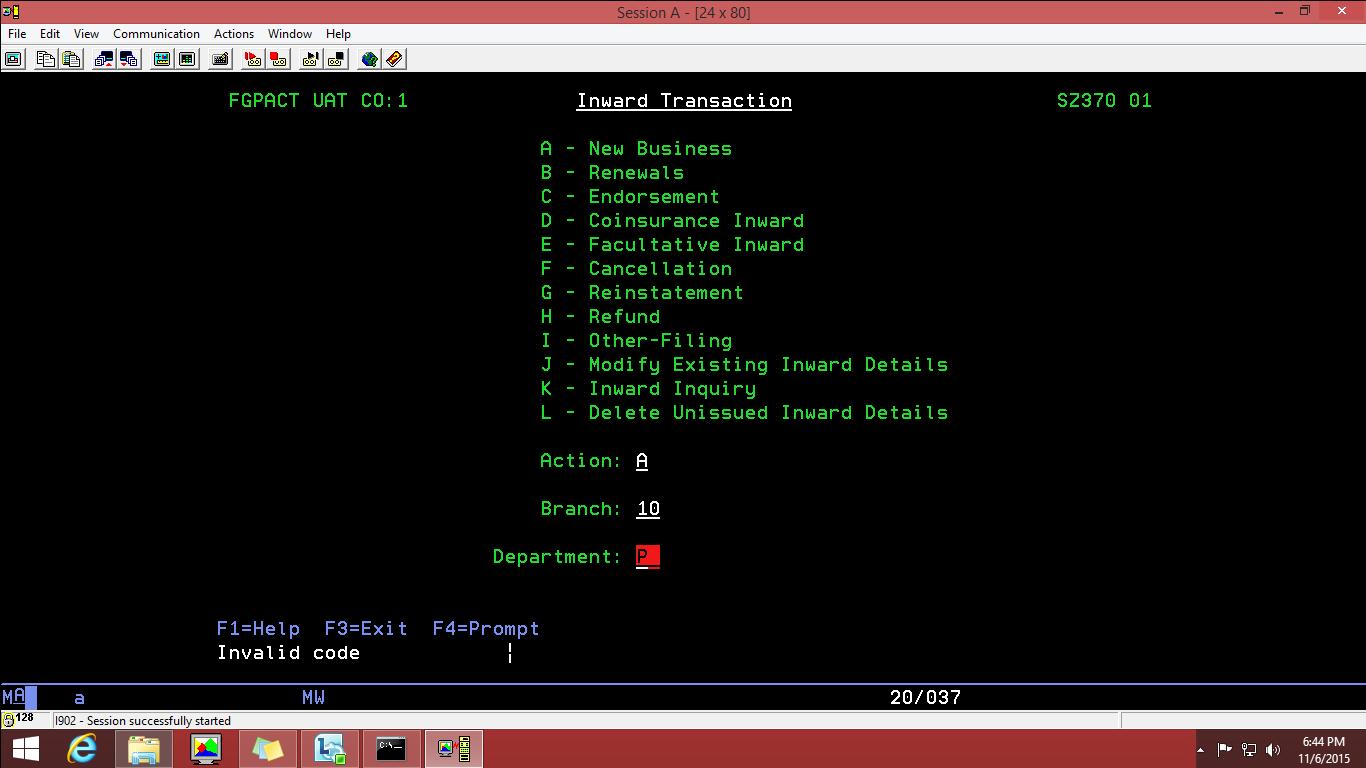 Session A - [24 x 80]
File Edit View Communication Actions Window Help
FGPACT UAT CO:1 Inward Transaction SZ370 01
A - New Business
B - Renewals
C - Endorsement
D - Coinsurance Inward
E - Facultative Inward
F - Cancellation
G - Reinstatement
H - Refund
I - Other-Filing
J - Modify Existing Inward Details
K - Inward Inquiry
L - Delete Unissued Inward Details
Action: A
Branch: 10
Department: P
F1=Help F3=Exit F4=Prompt
Invalid code ¦
MA a MW 20/037
128 I902 - Session successfully started
C:\
6:44 PM
11/6/2015